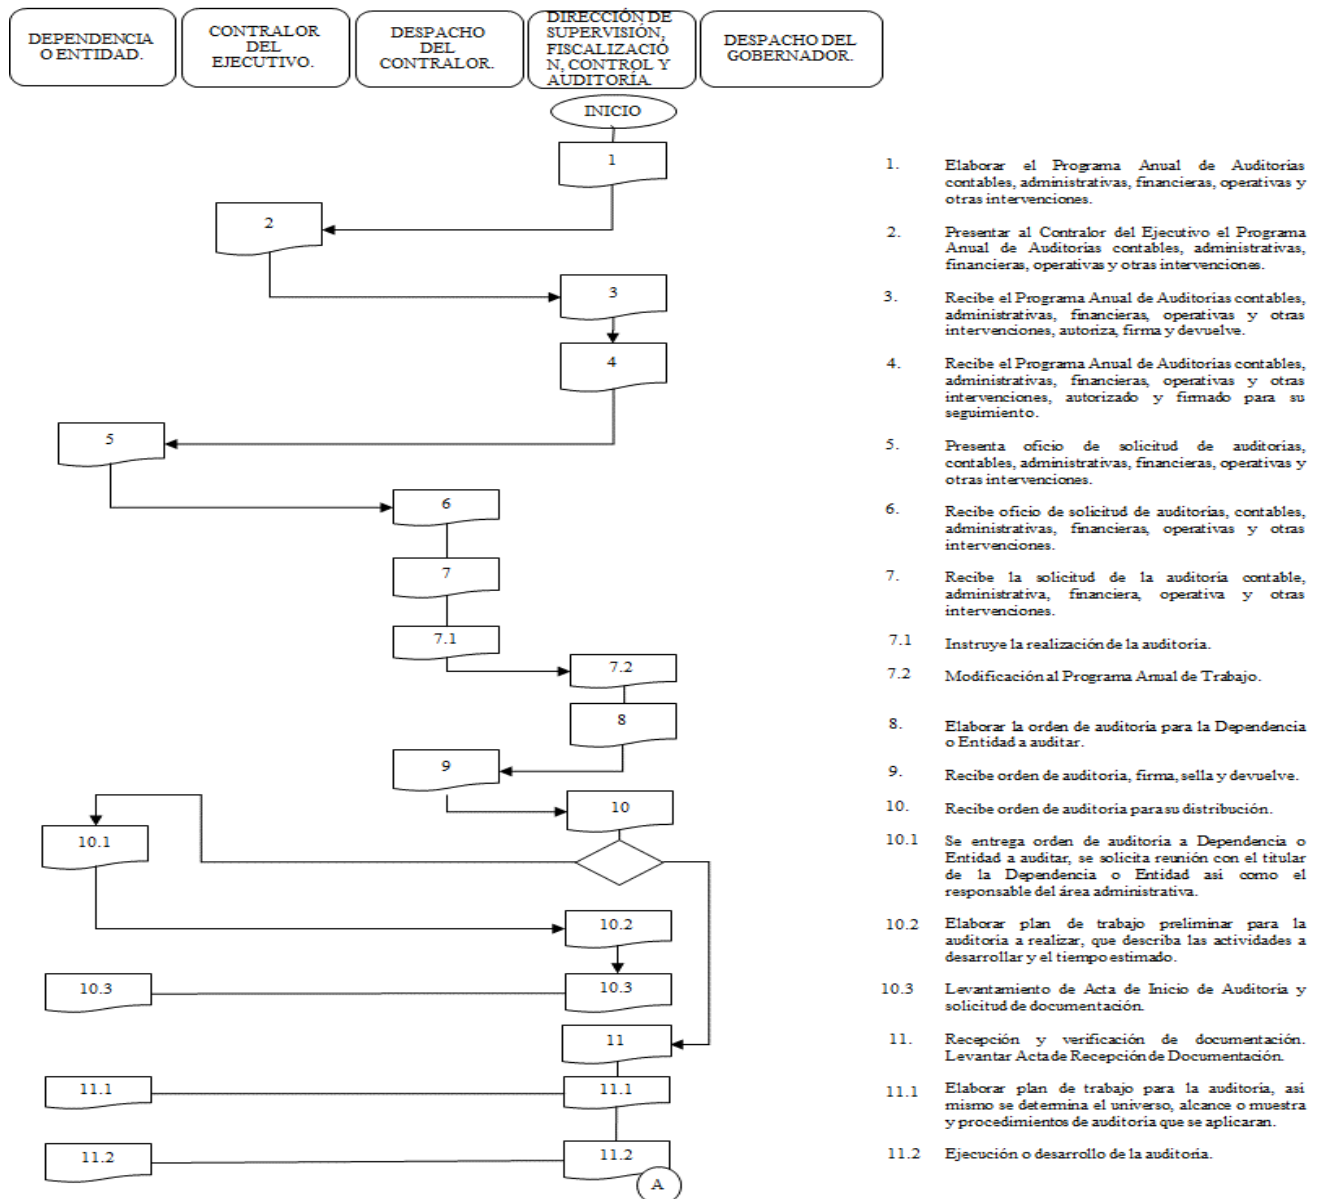 DEPENDENCIA
O ENTIDAD.
CONTRALOR
DEL
EJECUTIVO.
DESPACHO
DEL
CONTRALOR.
DIRECCIÓN DE
SUPERVISIÓN,
FISCALIZACIÓ
N, CONTROL Y
AUDITORÍA.
DESPACHO DEL
GOBERNADOR.
INICIO
1
2
3
4
5
6
7
7.1
7.2
8
9
10
10.1
10.2
10.3
10.3
11
11.1
11.1
11.2
11.2
A
1. Elaborar el Programa Anual de Auditorías
contables, administrativas, financieras, operativas y
otras intervenciones.
2. Presentar al Contralor del Ejecutivo el Programa
Anual de Auditorías contables, administrativas,
financieras, operativas y otras intervenciones.
3. Recibe el Programa Anual de Auditorías contables,
administrativas, financieras, operativas y otras
intervenciones, autoriza, firma y devuelve.
4. Recibe el Programa Anual de Auditorías contables,
administrativas, financieras, operativas y otras
intervenciones, autorizado y firmado para su
seguimiento.
5. Presenta oficio de solicitud de auditorías,
contables, administrativas, financieras, operativas y
otras intervenciones.
6. Recibe oficio de solicitud de auditorías, contables,
administrativas, financieras, operativas y otras
intervenciones.
7. Recibe la solicitud de la auditoría contable,
administrativa, financiera, operativa y otras
intervenciones.
7.1 Instruye la realización de la auditoría.
7.2 Modificación al Programa Anual de Trabajo.
8. Elaborar la orden de auditoría para la Dependencia
o Entidad a auditar.
9. Recibe orden de auditoría, firma, sella y devuelve.
10. Recibe orden de auditoría para su distribución.
10.1 Se entrega orden de auditoría a Dependencia o
Entidad a auditar, se solicita reunión con el titular
de la Dependencia o Entidad así como el
responsable del área administrativa.
10.2 Elaborar plan de trabajo preliminar para la
auditoría a realizar, que describa las actividades a
desarrollar y el tiempo estimado.
10.3 Levantamiento de Acta de Inicio de Auditoría y
solicitud de documentación.
11. Recepción y verificación de documentación.
Levantar Acta de Recepción de Documentación.
11.1 Elaborar plan de trabajo para la auditoría, así
mismo se determina el universo, alcance o muestra
y procedimientos de auditoría que se aplicaran.
11.2 Ejecución o desarrollo de la auditoría.